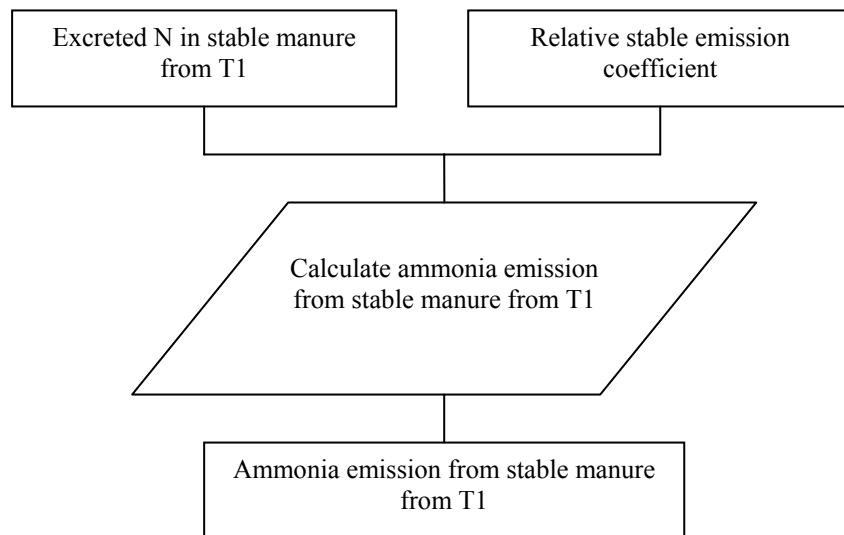 Excreted N in stable manure
from T1
Relative stable emission
coefficient
Calculate ammonia emission
from stable manure from T1
Ammonia emission from stable manure
from T1